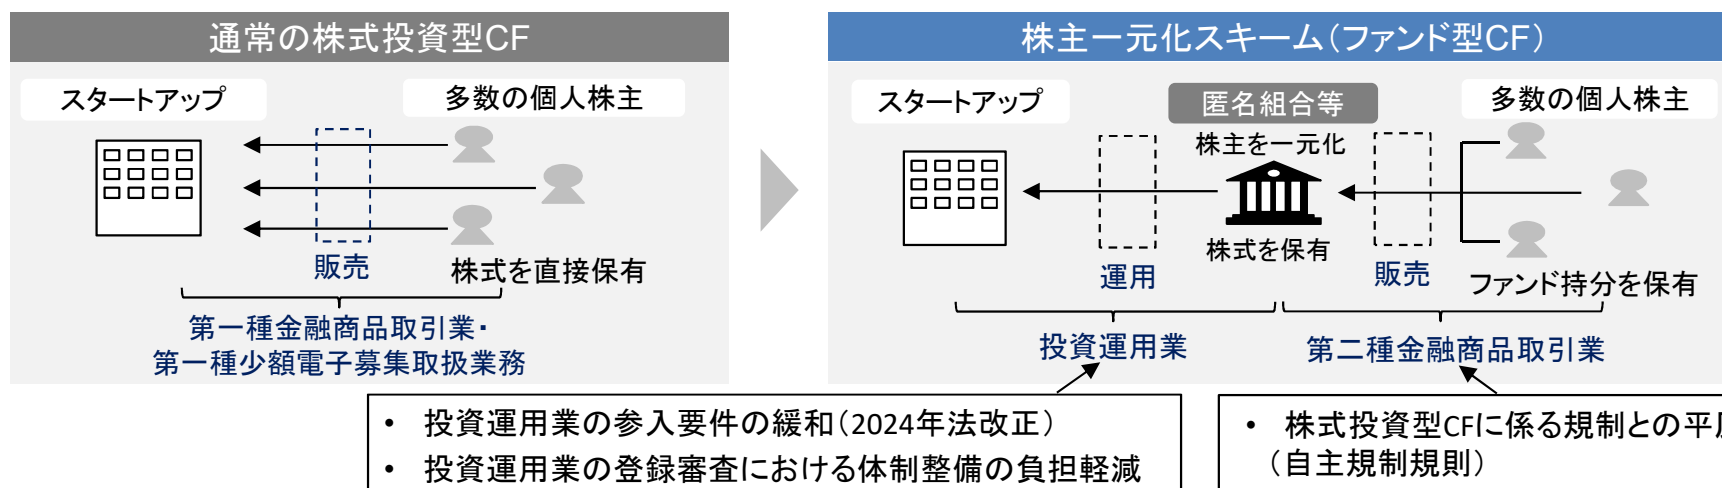 通常の株式投資型CF
スタートアップ
多数の個人株主
販売
株式を直接保有
第一種金融商品取引業・
第一種少額電子募集取扱業務
株主一元化スキーム(ファンド型CF)
スタートアップ
匿名組合等
多数の個人株主
株主を一元化
株式を保有
運用
販売
ファンド持分を保有
投資運用業
第二種金融商品取引業
• 投資運用業の参入要件の緩和(2024年法改正)
• 投資運用業の登録審査における体制整備の負担軽減
• 株式投資型CFに係る規制との平
(自主規制規則)